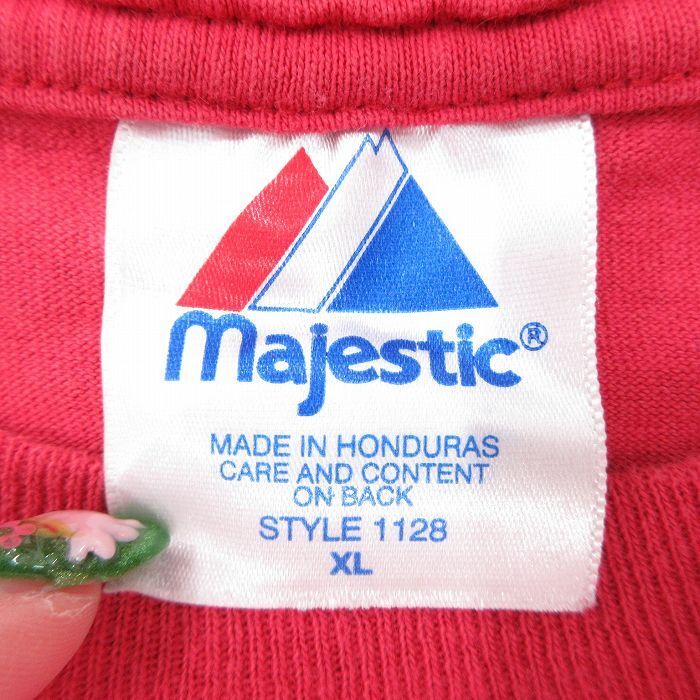 Majestic®
MADE IN HONDURAS
CARE AND CONTENT
ON BACK
STYLE 1128
XL